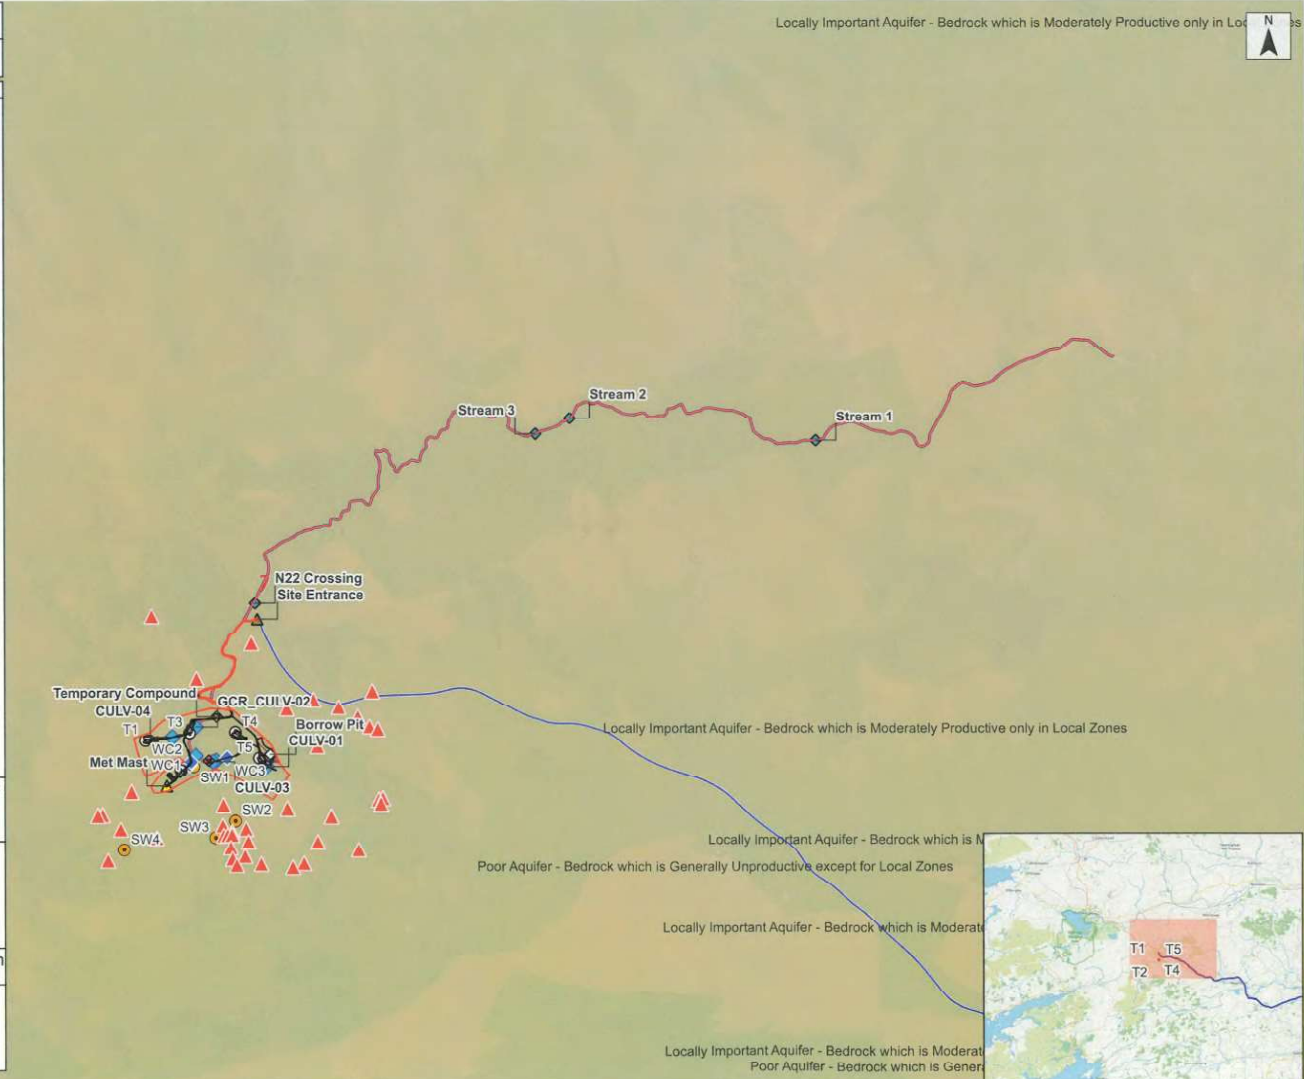 Locally Important Aquifer - Bedrock which is Moderately Productive only in Loc
N
Stream 2
Stream 3
Stream 1
N22 Crossing
Site Entrance
Temporary Compound
GCR_CULV-02
CULV-04
T3
T4
Borrow Pit
T1
Locally Important Aquifer - Bedrock which is Moderately Productive only in Local Zones
CULV-01
WC2
T5
Met Mast
WC1
WC3
SW1
CULV-03
SW2
SW3
SW4
Locally Important Aquifer - Bedrock which is M
Poor Aquifer - Bedrock which is Generally Unproductive except for Local Zones
Locally Important Aquifer - Bedrock which is Moderat
T1
T5
T2
T4
Locally Important Aquifer - Bedrock which is Moderat
Poor Aquifer - Bedrock which is Gener